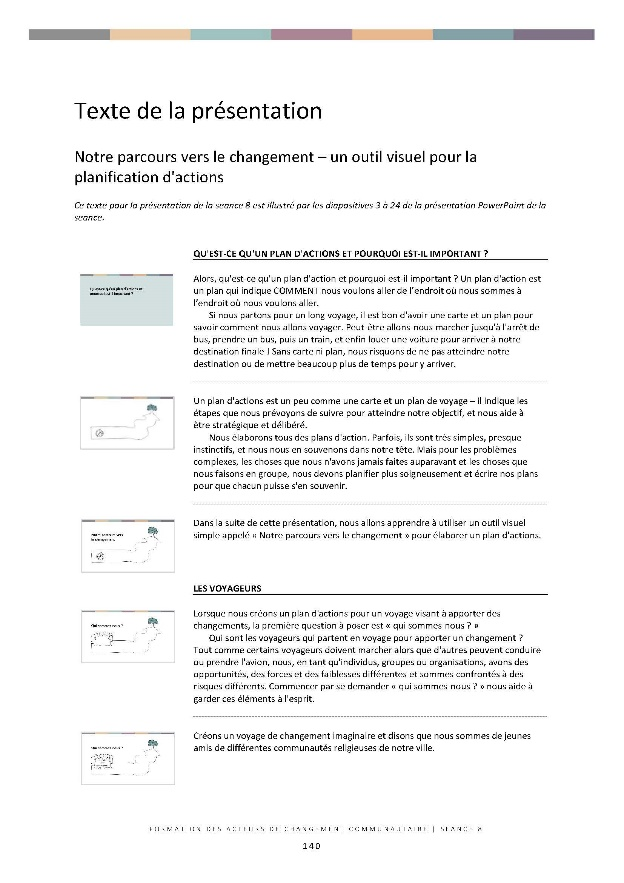 Texte de la présentation
Notre parcours vers le changement – un outil visuel pour la
planification d'actions
Ce texte pour la présentation de la seance 8 est illustré par les diapositives 3 à 24 de la présentation PowerPoint de la
seance.
QU'EST-CE QU'UN PLAN D'ACTIONS ET POURQUOI EST-IL IMPORTANT ?
Alors, qu'est-ce qu'un plan d'action et pourquoi est-il important ? Un plan d'action est
un plan qui indique COMMENT nous voulons aller de l'endroit où nous sommes à
l'endroit où nous voulons aller.
Si nous partons pour un long voyage, il est bon d'avoir une carte et un plan pour
savoir comment nous allons voyager. Peut-être allons-nous marcher jusqu'à l'arrêt de
bus, prendre un bus, puis un train, et enfin louer une voiture pour arriver à notre
destination finale ! Sans carte ni plan, nous risquons de ne pas atteindre notre
destination ou de mettre beaucoup plus de temps pour y arriver.
Un plan d'actions est un peu comme une carte et un plan de voyage – il indique les
étapes que nous prévoyons de suivre pour atteindre notre objectif, et nous aide à
être stratégique et délibéré.
Nous élaborons tous des plans d'action. Parfois, ils sont très simples, presque
instinctifs, et nous nous en souvenons dans notre tête. Mais pour les problèmes
complexes, les choses que nous n'avons jamais faites auparavant et les choses que
nous faisons en groupe, nous devons planifier plus soigneusement et écrire nos plans
pour que chacun puisse s'en souvenir.
Dans la suite de cette présentation, nous allons apprendre à utiliser un outil visuel
simple appelé « Notre parcours vers le changement » pour élaborer un plan d'actions.
LES VOYAGEURS
Lorsque nous créons un plan d'actions pour un voyage visant à apporter des
changements, la première question à poser est « qui sommes nous ? »
Qui sont les voyageurs qui partent en voyage pour apporter un changement ?
Tout comme certains voyageurs doivent marcher alors que d'autres peuvent conduire
ou prendre l'avion, nous, en tant qu'individus, groupes ou organisations, avons des
opportunités, des forces et des faiblesses différentes et sommes confrontés à des
risques différents. Commencer par se demander « qui sommes nous ? » nous aide à
garder ces éléments à l'esprit.
Qui sommes nous ?
Créons un voyage de changement imaginaire et disons que nous sommes de jeunes
amis de différentes communautés religieuses de notre ville.
FORMATION DES ACTEURS DE CHANGEMENT COMMUNAUTAIRE | SEANCE 8
140